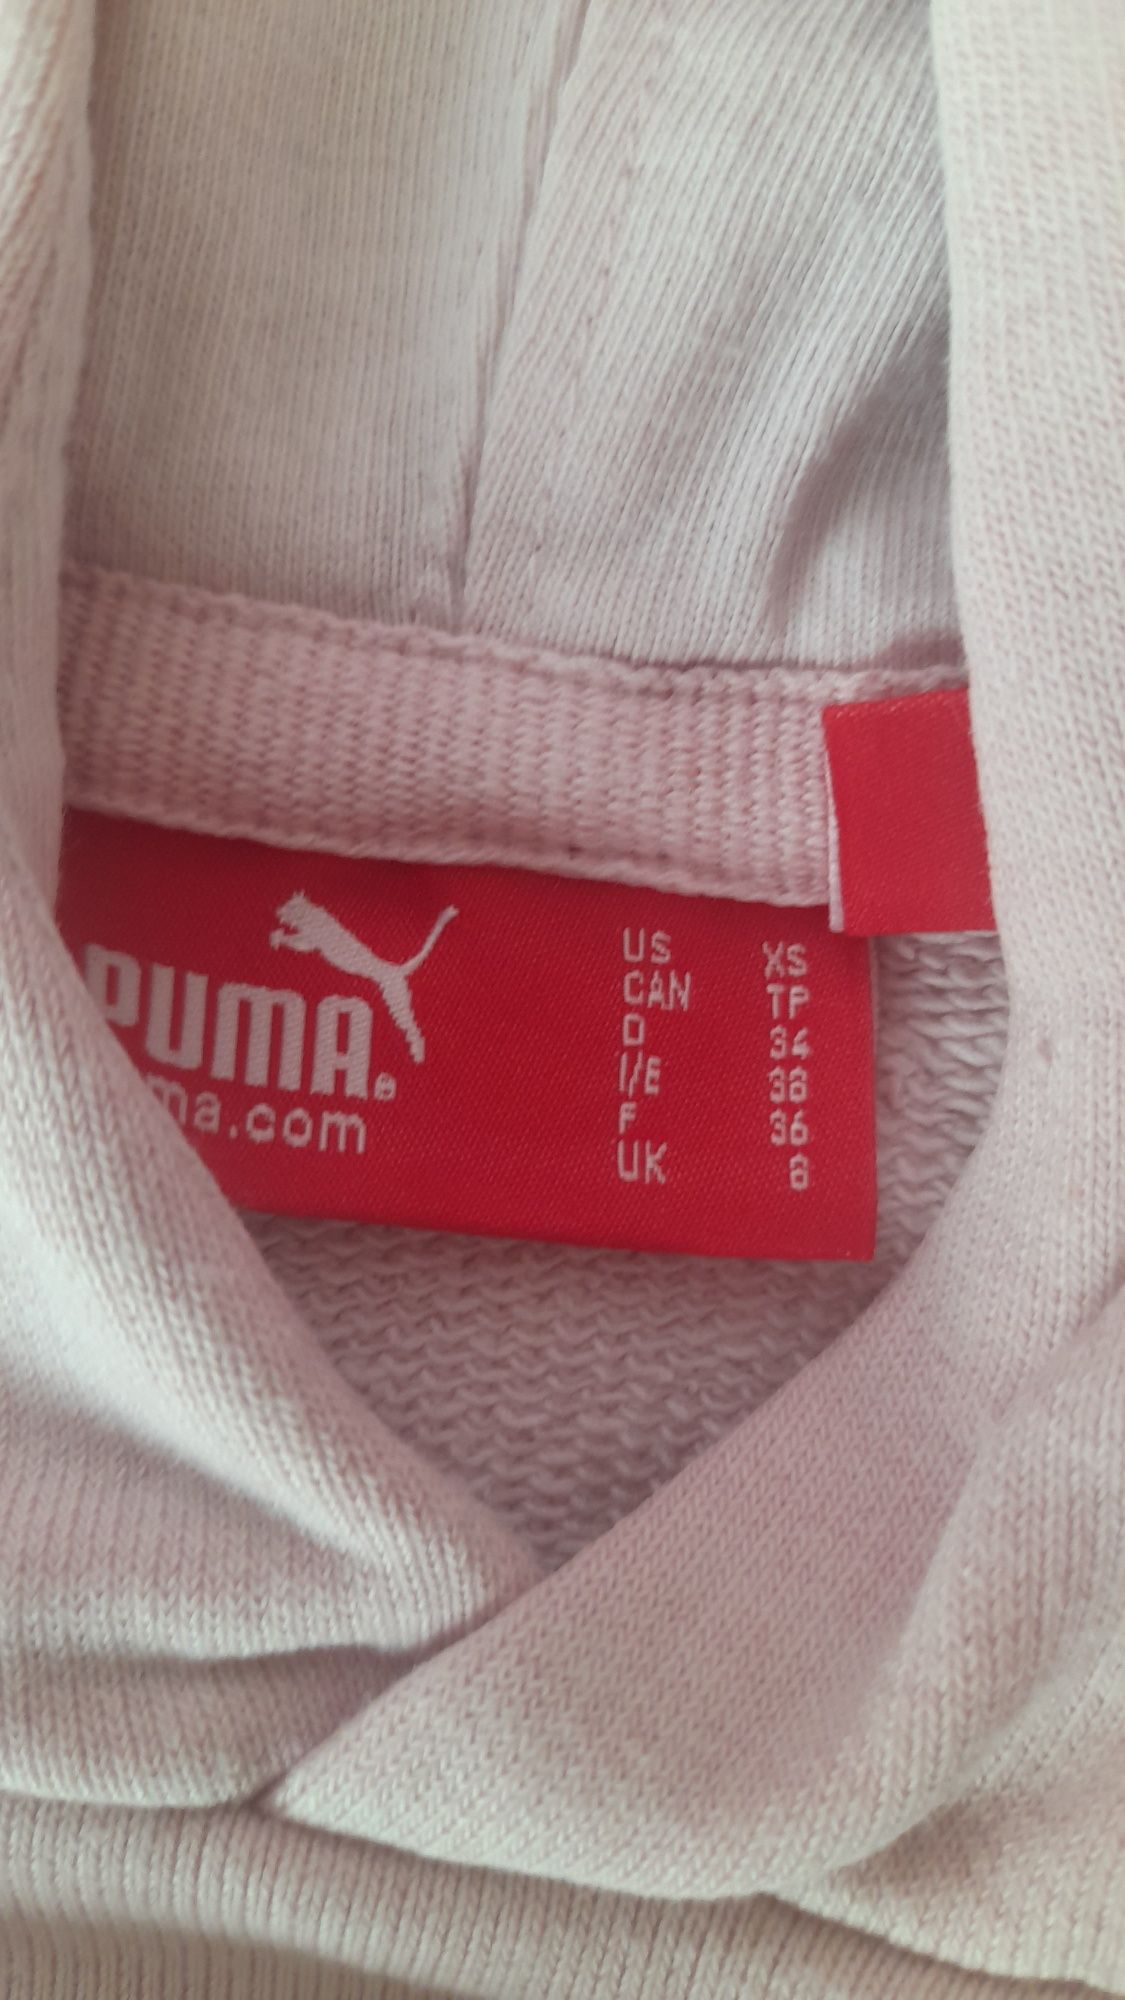 PUMA®
ma.com
US XS
CAN TP
D 34
I/E 38
F 36
UK 8